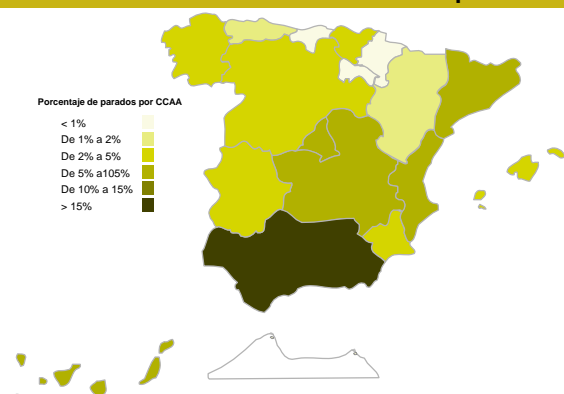 Porcentaje de parados por CCAA
< 1%
De 1% a 2%
De 2% a 5%
De 5% a105%
De 10% a 15%
> 15%